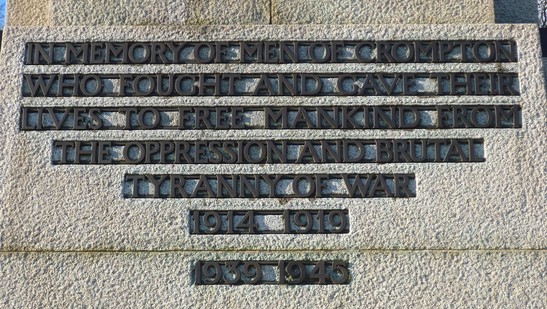 IN MEMORY OF MEN OF CROMPTON
WHO FOUGHT AND GAVE THEIR
LIVES TO FREE MANKIND FROM
THE OPPRESSION AND BRUTAL
TYRANNY OF WAR
1914 1919
1939 1945